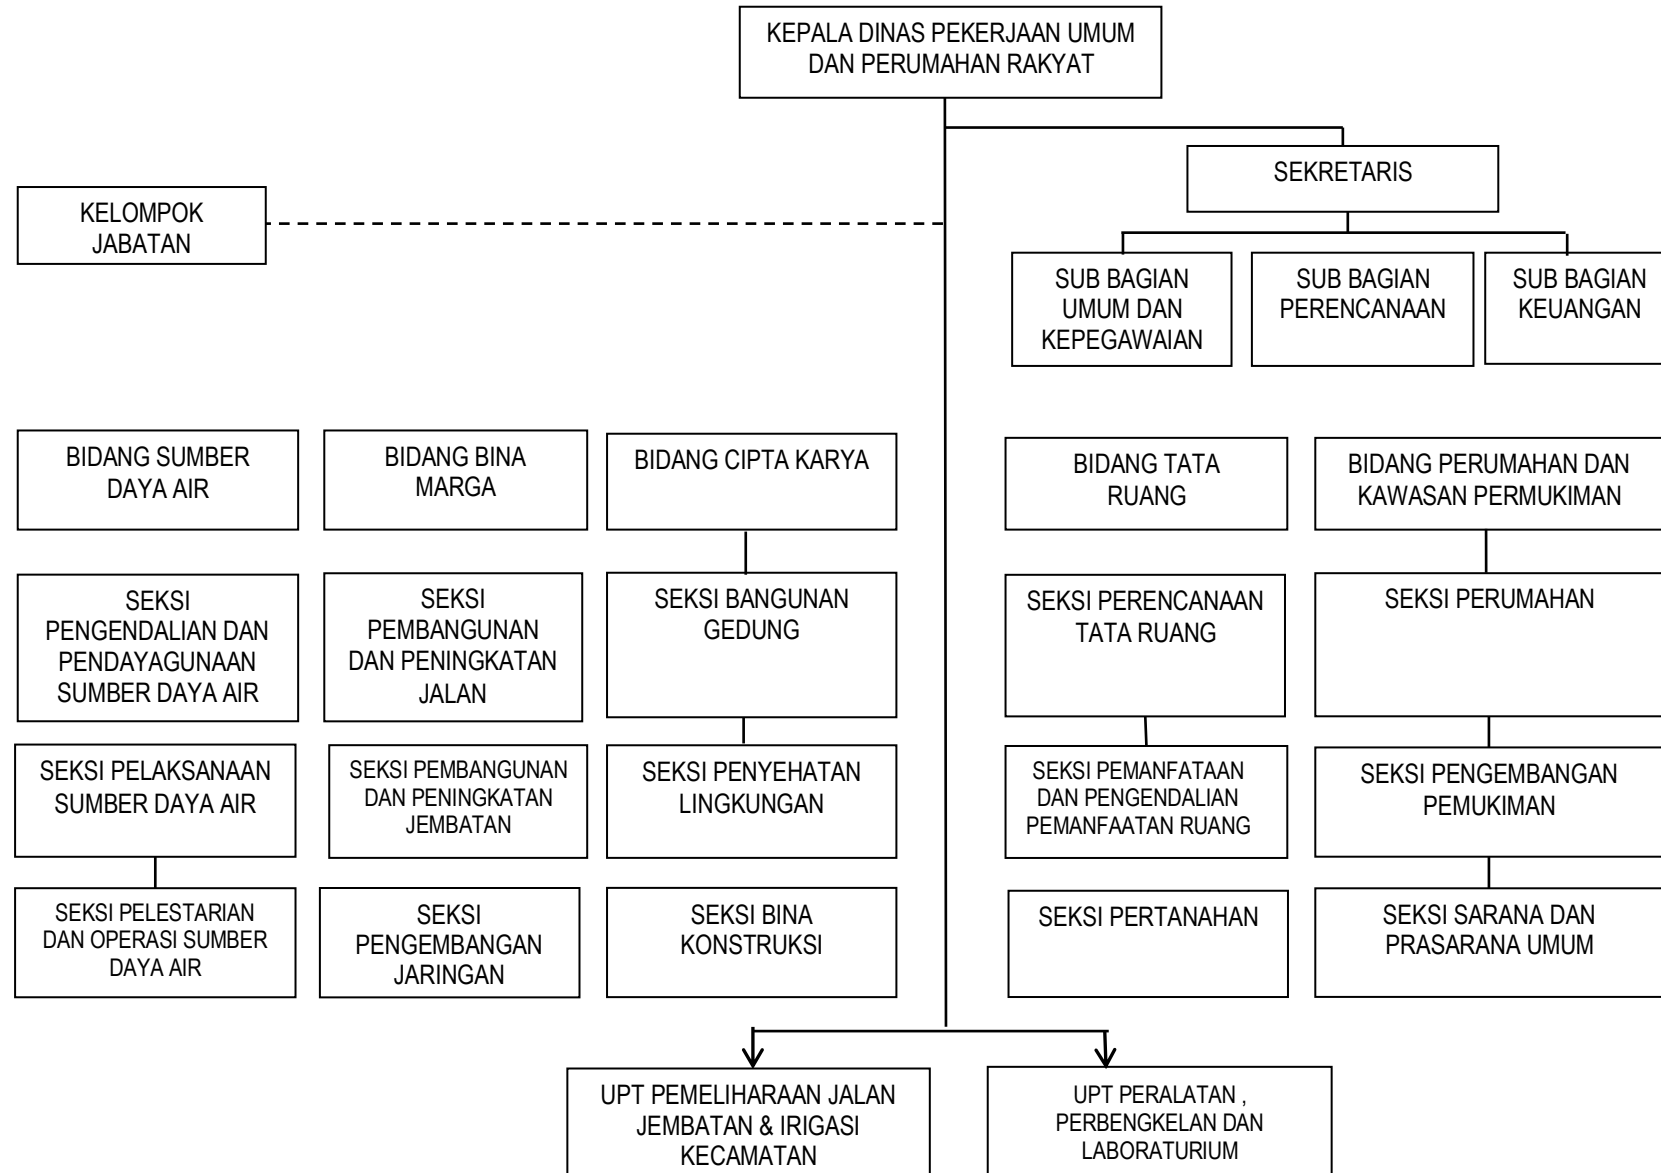 KEPALA DINAS PEKERJAAN UMUM
DAN PERUMAHAN RAKYAT
SEKRETARIS
KELOMPOK
JABATAN
SUB BAGIAN
UMUM DAN
KEPEGAWAIAN
SUB BAGIAN
PERENCANAAN
SUB BAGIAN
KEUANGAN
BIDANG SUMBER
DAYA AIR
BIDANG BINA
MARGA
BIDANG CIPTA KARYA
BIDANG TATA
RUANG
BIDANG PERUMAHAN DAN
KAWASAN PERMUKIMAN
SEKSI
PENGENDALIAN DAN
PENDAYAGUNAAN
SUMBER DAYA AIR
SEKSI
PEMBANGUNAN
DAN PENINGKATAN
JALAN
SEKSI BANGUNAN
GEDUNG
SEKSI PERENCANAAN
TATA RUANG
SEKSI PERUMAHAN
SEKSI PELAKSANAAN
SUMBER DAYA AIR
SEKSI PEMBANGUNAN
DAN PENINGKATAN
JEMBATAN
SEKSI PENYEHATAN
LINGKUNGAN
SEKSI PEMANFATAAN
DAN PENGENDALIAN
PEMANFAATAN RUANG
SEKSI PENGEMBANGAN
PEMUKIMAN
SEKSI PELESTARIAN
DAN OPERASI SUMBER
DAYA AIR
SEKSI
PENGEMBANGAN
JARINGAN
SEKSI BINA
KONSTRUKSI
SEKSI PERTANAHAN
SEKSI SARANA DAN
PRASARANA UMUM
UPT PEMELIHARAAN JALAN
JEMBATAN & IRIGASI
KECAMATAN
UPT PERALATAN ,
PERBENGKELAN DAN
LABORATURIUM